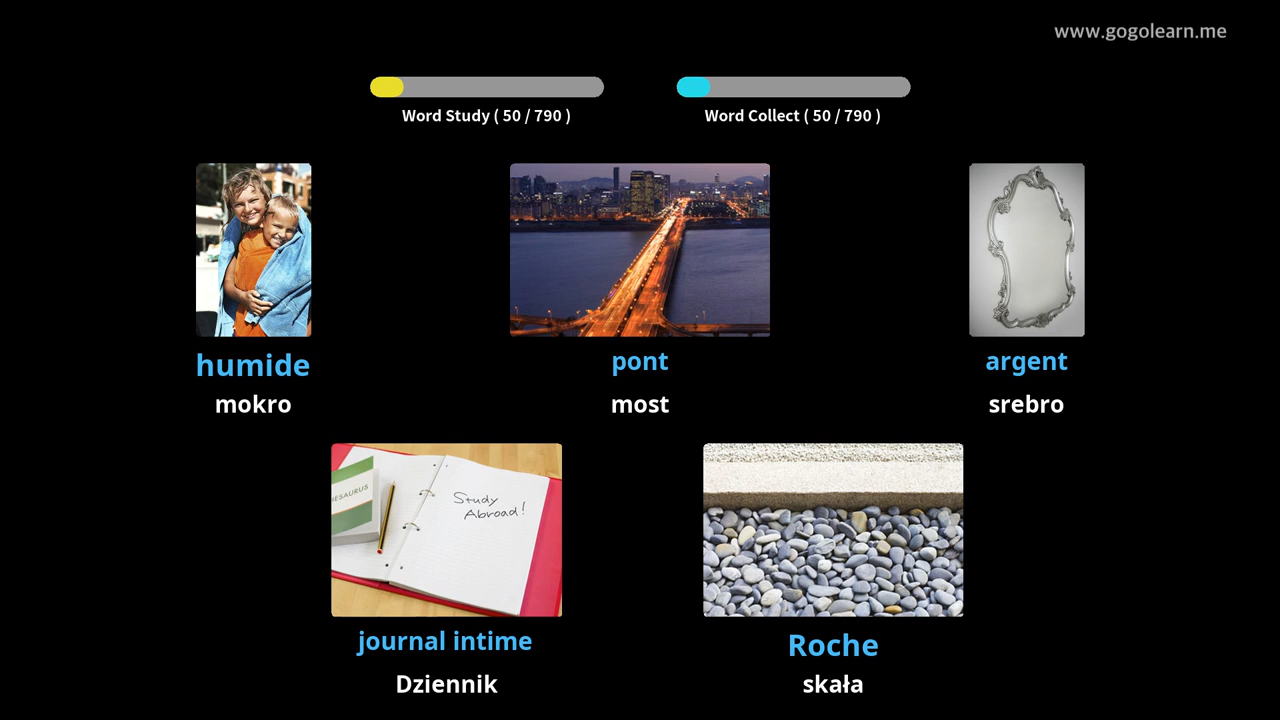 www.gogolearn.me
Word Study ( 50 / 790 )
Word Collect ( 50 / 790 )
humide
mokro
pont
most
argent
srebro
HESAURUS
Study
Abroad!
journal intime
Dziennik
Roche
skała